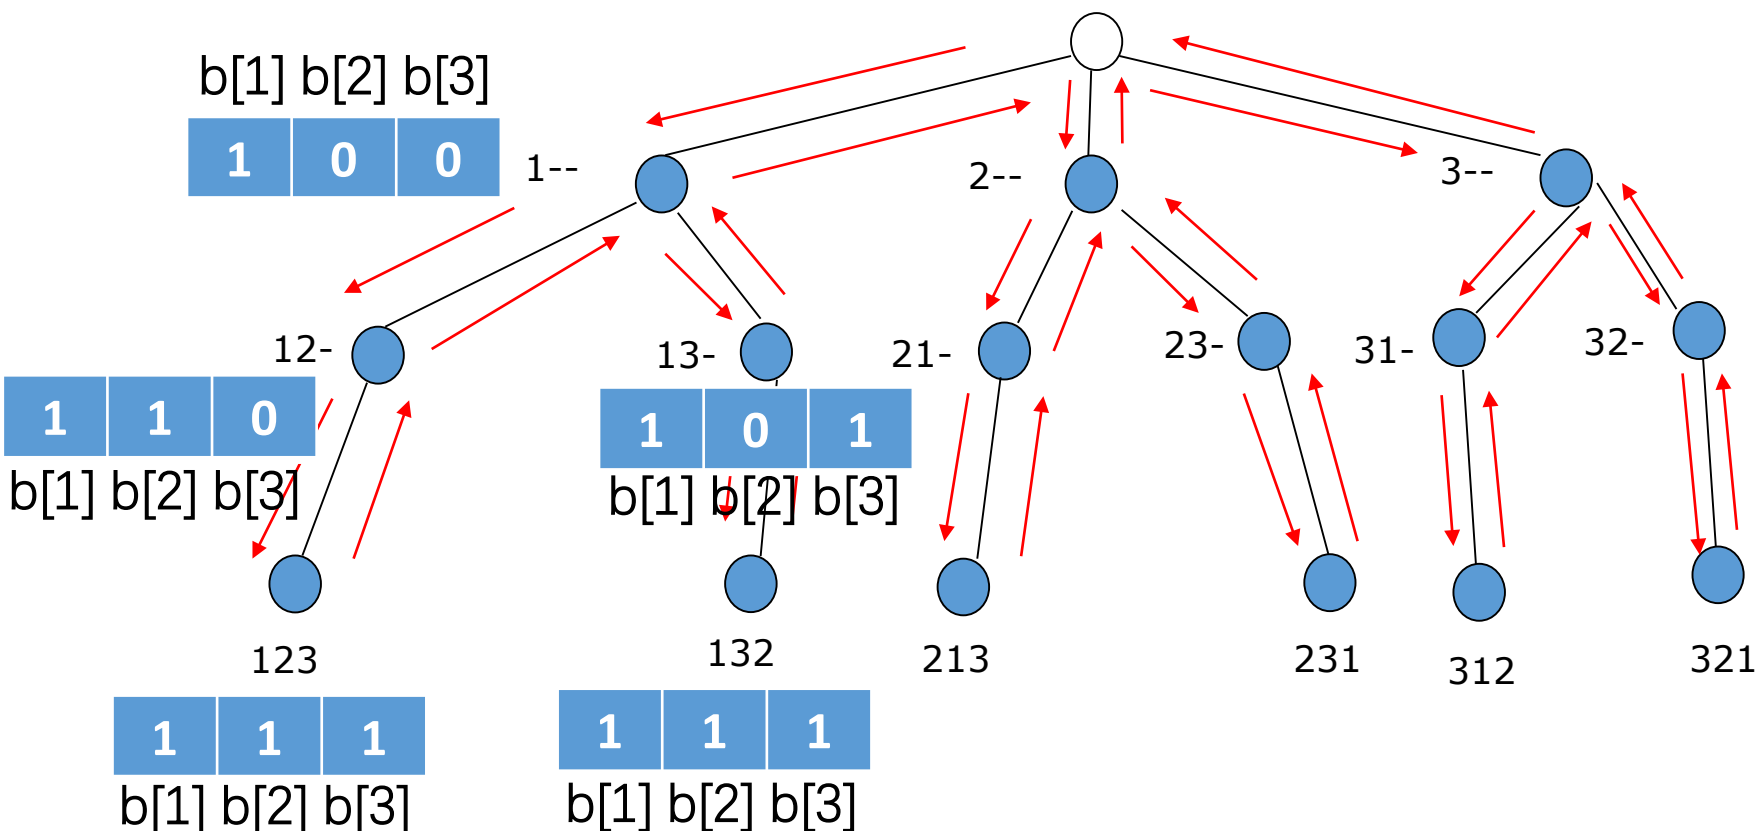 b[1] b[2] b[3]
1 0 0
1--
2--
3--
12-
13-
21-
23-
31-
32-
1 1 0
b[1] b[2] b[3]
1 0 1
b[1] b[2] b[3]
123
132
213
231
312
321
1 1 1
b[1] b[2] b[3]
1 1 1
b[1] b[2] b[3]